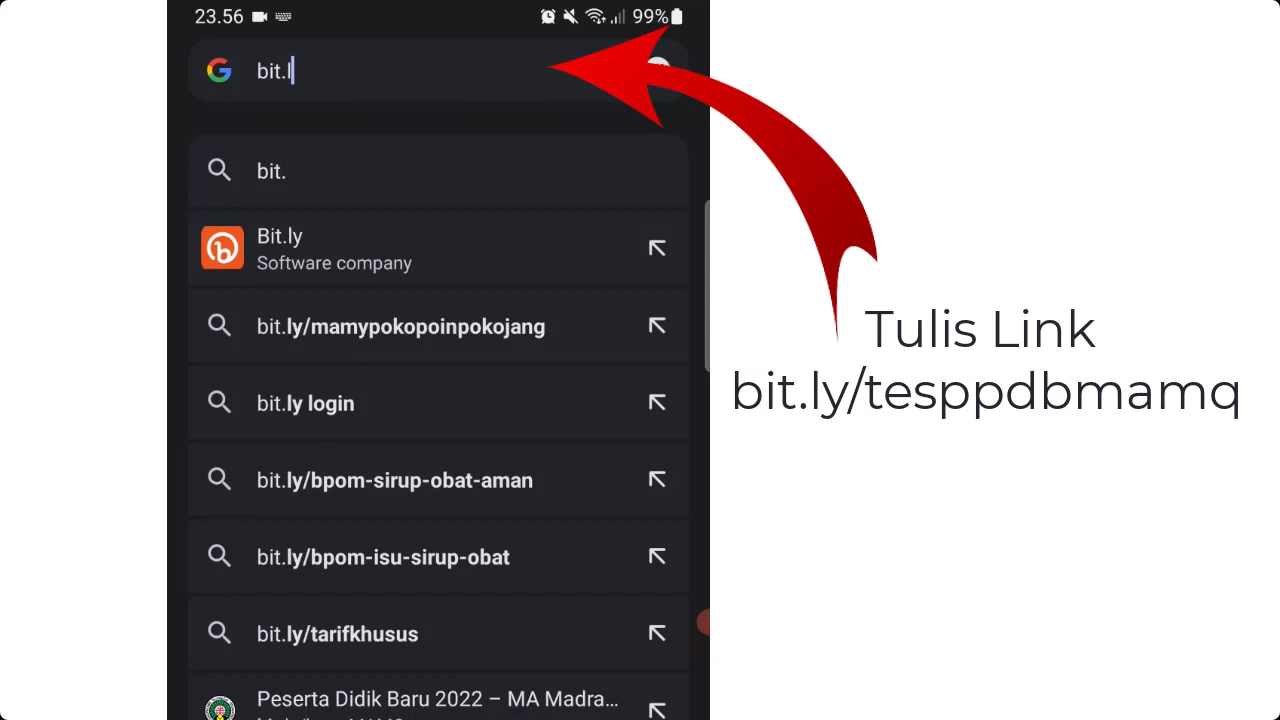 23.56
99%
bit.l
bit.
Bit.ly
Software company
bit.ly/mamypokopoinpokojang
bit.ly login
bit.ly/bpom-sirup-obat-aman
bit.ly/bpom-isu-sirup-obat
bit.ly/tarifkhusus
Peserta Didik Baru 2022 – MA Madra...
Tulis Link
bit.ly/tesppdbmamq